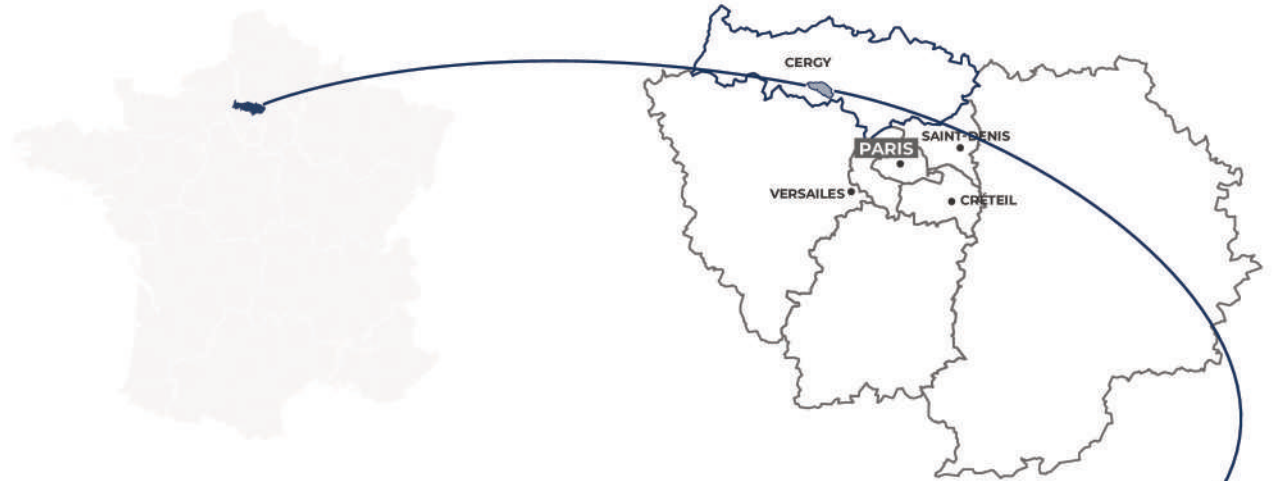 CERGY
SAINT-DENIS
PARIS
VERSAILES
CRÉTEIL